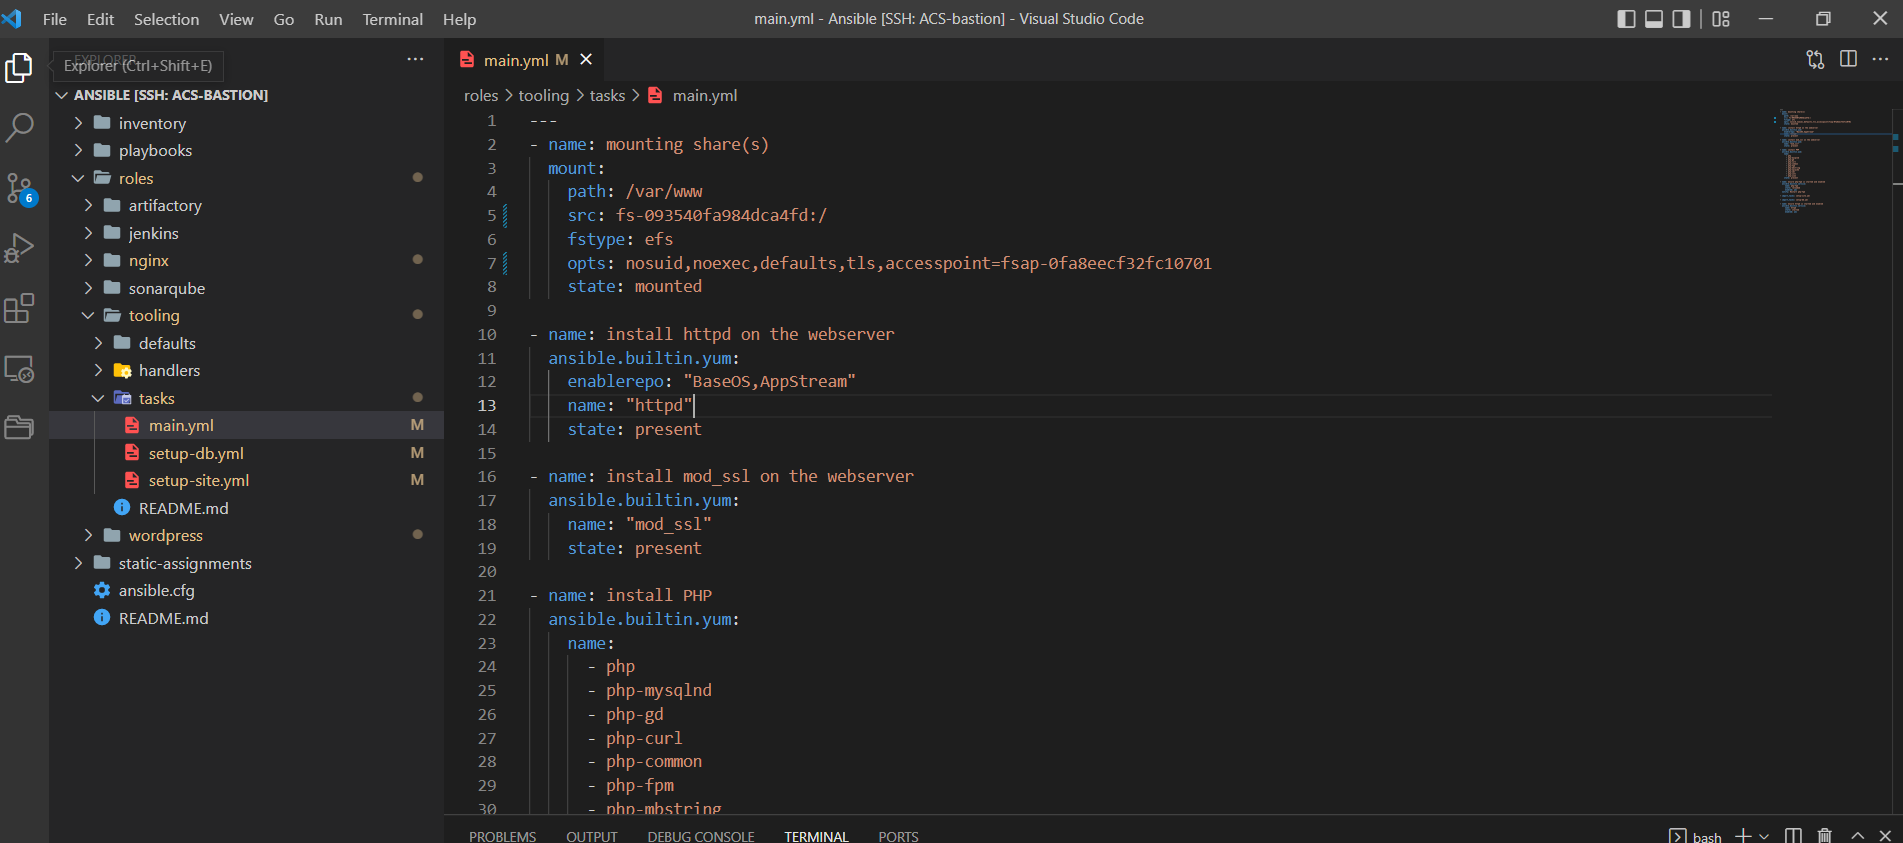 File Edit Selection View Go Run Terminal Help
main.yml - Ansible [SSH: ACS-bastion] - Visual Studio Code
EXPLORER
Explorer (Ctrl+Shift+E)
6
ANSIBLE [SSH: ACS-BASTION]
inventory
playbooks
roles
artifactory
jenkins
nginx
sonarqube
tooling
defaults
handlers
tasks
main.yml M
setup-db.yml M
setup-site.yml M
README.md
wordpress
static-assignments
ansible.cfg
README.md
main.yml M
roles > tooling > tasks > main.yml
1 ---
2 - name: mounting share(s)
3 mount:
4 path: /var/www
5 src: fs-093540fa984dca4fd:/
6 fstype: efs
7 opts: nosuid,noexec,defaults,tls,accesspoint=fsap-0fa8eecf32fc10701
8 state: mounted
9
10 - name: install httpd on the webserver
11 ansible.builtin.yum:
12 enablerepo: "BaseOS,AppStream"
13 name: "httpd"
14 state: present
15
16 - name: install mod_ssl on the webserver
17 ansible.builtin.yum:
18 name: "mod_ssl"
19 state: present
20
21 - name: install PHP
22 ansible.builtin.yum:
23 name:
24 - php
25 - php-mysqlnd
26 - php-gd
27 - php-curl
28 - php-common
29 - php-fpm
30 - php-mbstring
PROBLEMS OUTPUT DEBUG CONSOLE TERMINAL PORTS
bash